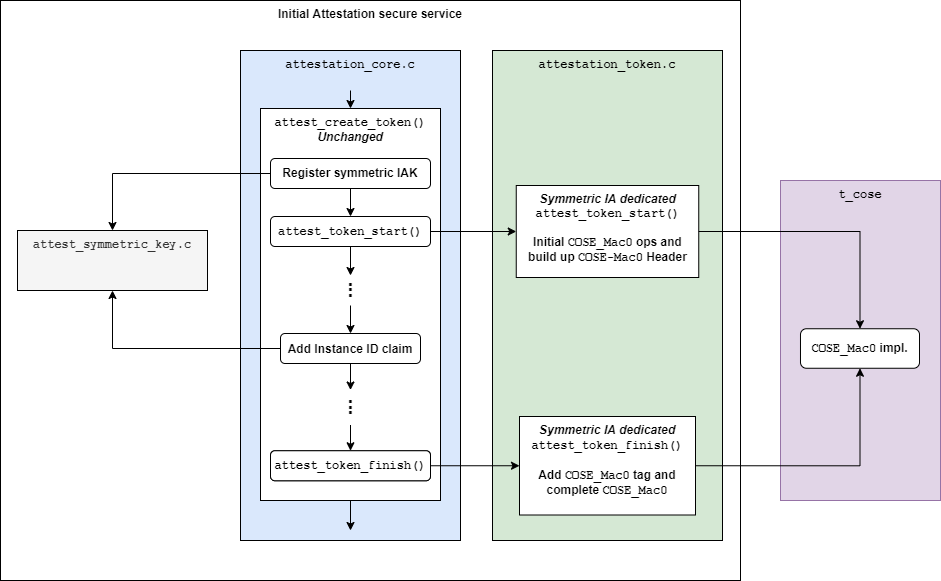 Initial Attestation secure service
attestation_core.c
attest_create_token()
Unchanged
Register symmetric IAK
attest_token_start()
Add Instance ID claim
attest_token_finish()
attest_symmetric_key.c
attestation_token.c
Symmetric IA dedicated
attest_token_start()
Initial COSE_Mac0 ops and
build up COSE-Mac0 Header
Symmetric IA dedicated
attest_token_finish()
Add COSE_Mac0 tag and
complete COSE_Mac0
t_cose
COSE_Mac0 impl.